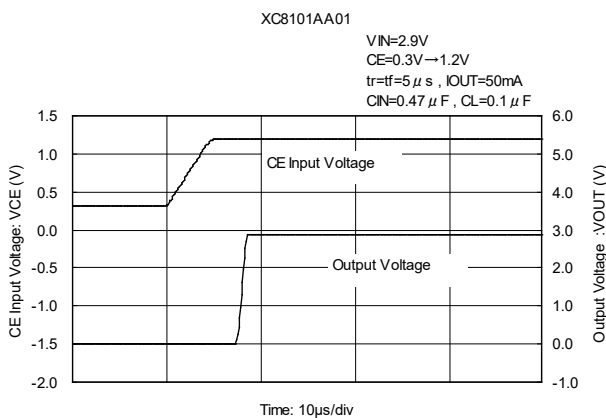 XC8101AA01
VIN=2.9V
CE=0.3V→1.2V
tr=tf=5μs , IOUT=50mA
CIN=0.47μF , CL=0.1μF
1.5
1.0
0.5
0.0
-0.5
-1.0
-1.5
-2.0
CE Input Voltage: VCE (V)
CE Input Voltage
Output Voltage
6.0
5.0
4.0
3.0
2.0
1.0
0.0
-1.0
Output Voltage :VOUT (V)
Time: 10μs/div